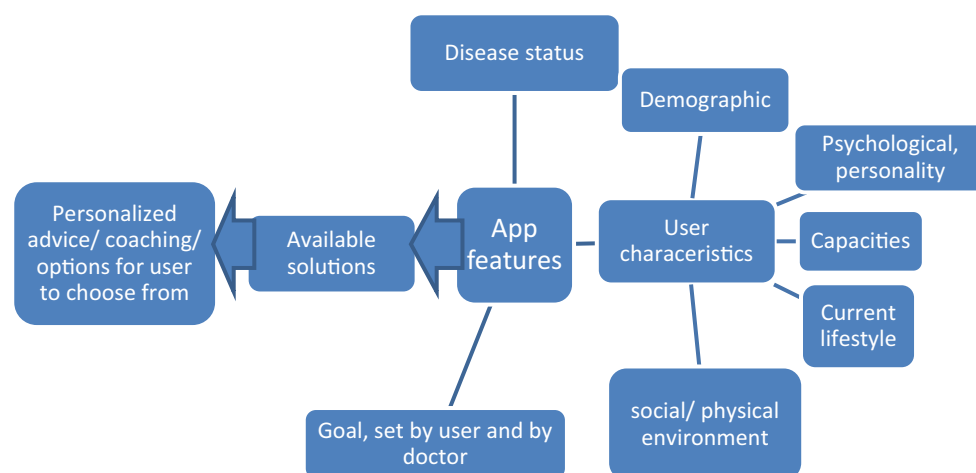 Disease status
Demographic
Psychological,
personality
Personalized
advice/ coaching/
options for user
to choose from
Available
solutions
App
features
User
characeristics
Capacities
Current
lifestyle
social/ physical
environment
Goal, set by user and by
doctor